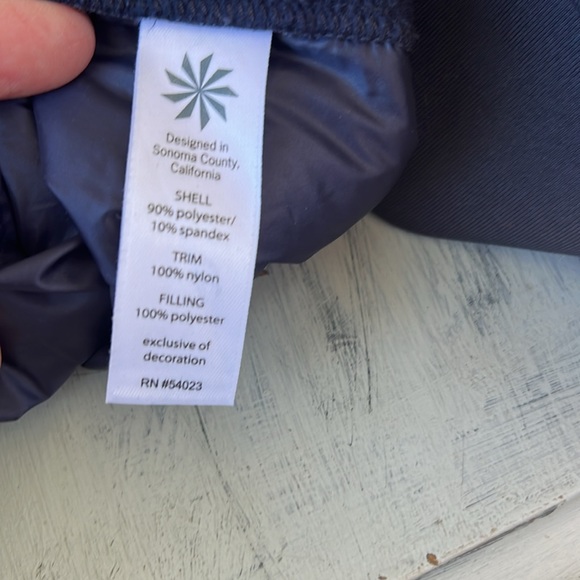 Designed in
Sonoma County,
California
SHELL
90% polyester/
10% spandex
TRIM
100% nylon
FILLING
100% polyester
exclusive of
decoration
RN #54023